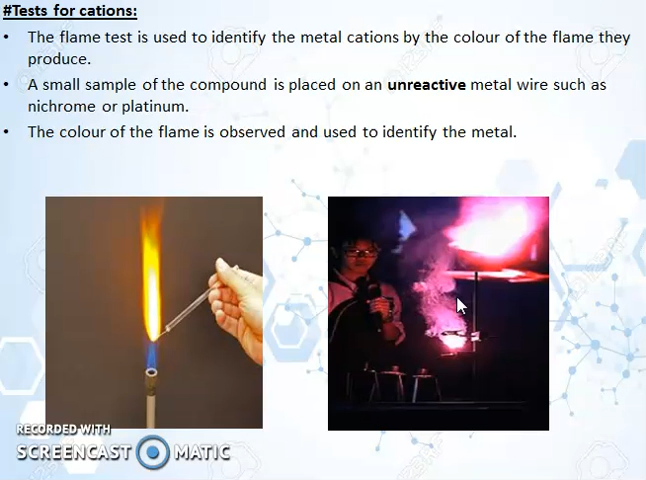 #Tests for cations:
• The flame test is used to identify the metal cations by the colour of the flame they
produce.
• A small sample of the compound is placed on an unreactive metal wire such as
nichrome or platinum.
• The colour of the flame is observed and used to identify the metal.
RECORDED WITH
SCREENCAST MATIC